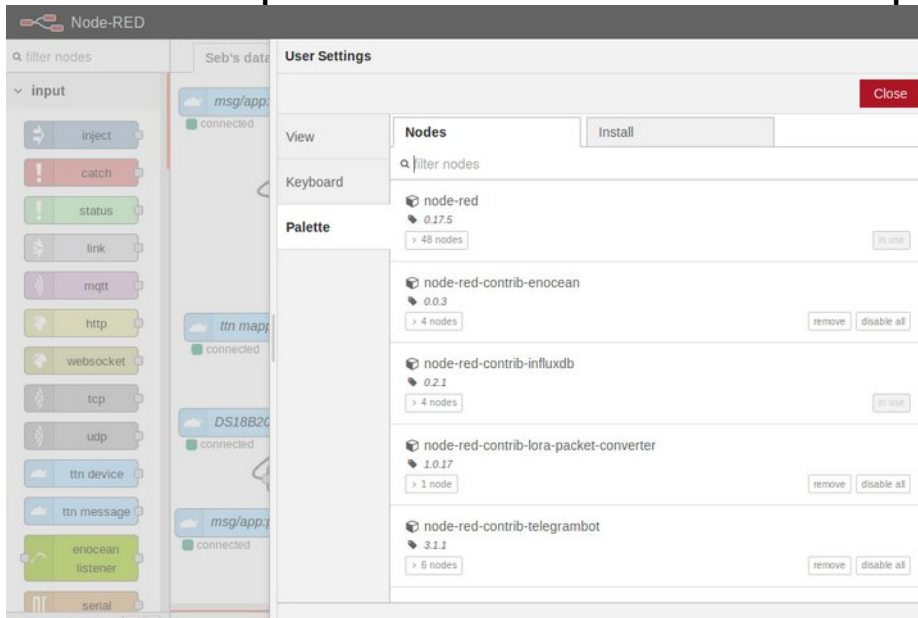 Node-RED
filter nodes
Seb's data
User Settings
input
Close
msg/app:
connected
inject
View
Nodes
Install
filter nodes
catch
Keyboard
node-red
0.17.5
> 48 nodes
in use
status
Palette
link
mqtt
node-red-contrib-enocean
0.0.3
> 4 nodes
remove
disable all
http
ttn mapp
connected
websocket
node-red-contrib-influxdb
0.2.1
> 4 nodes
in use
tcp
DS18B20
connected
udp
node-red-contrib-lora-packet-converter
1.0.17
> 1 node
remove
disable all
ttn device
ttn message
msg/app:p
connected
node-red-contrib-telegrambot
3.1.1
> 6 nodes
remove
disable all
enocean
listener
serial